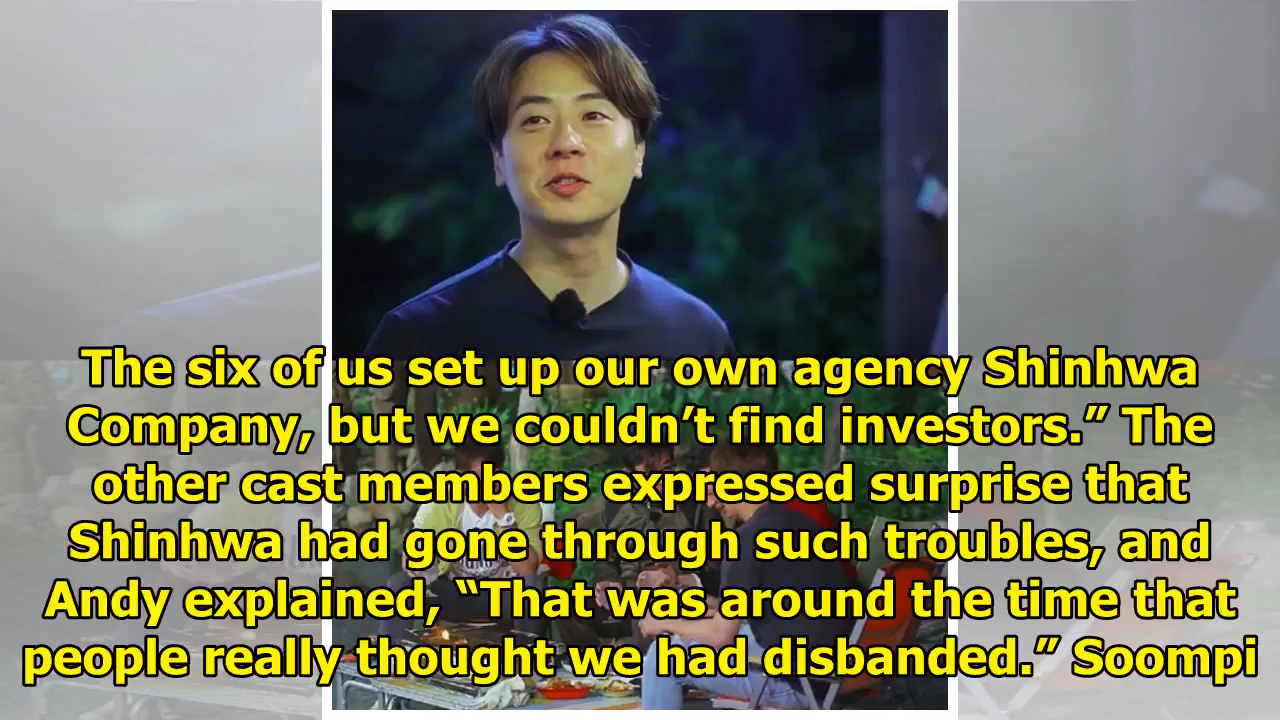 The six of us set up our own agency Shinhwa
Company, but we couldn’t find investors.” The
other cast members expressed surprise that
Shinhwa had gone through such troubles, and
Andy explained, “That was around the time that
people really thought we had disbanded.” Soompi